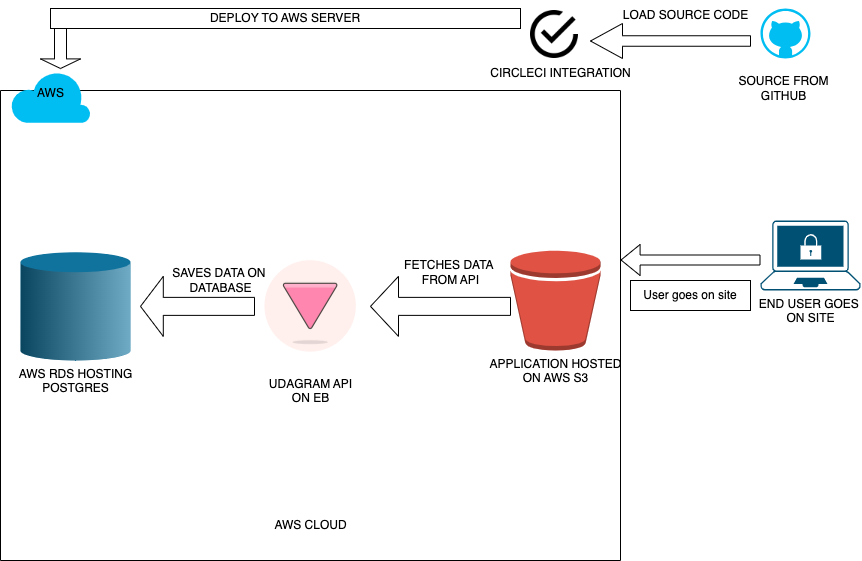 DEPLOY TO AWS SERVER
LOAD SOURCE CODE
CIRCLECI INTEGRATION
SOURCE FROM
GITHUB
AWS
SAVES DATA ON
DATABASE
FETCHES DATA
FROM API
User goes on site
END USER GOES
ON SITE
AWS RDS HOSTING
POSTGRES
UDAGRAM API
ON EB
APPLICATION HOSTED
ON AWS S3
AWS CLOUD